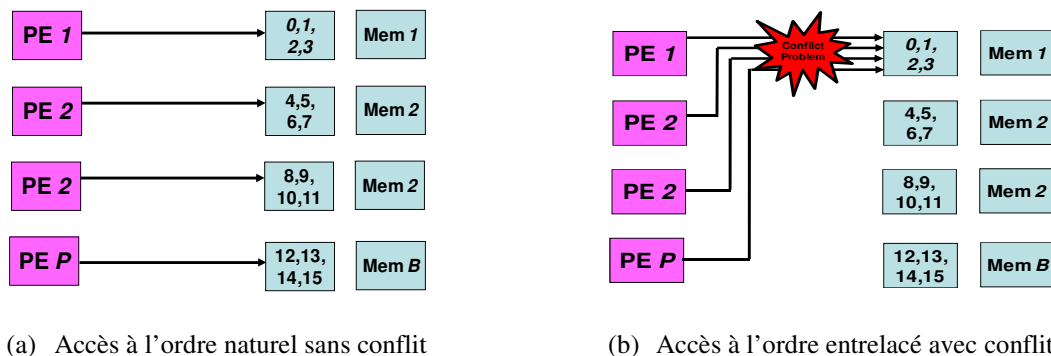 PE 1
0,1,
2,3
Mem 1
PE 2
4,5,
6,7
Mem 2
PE 2
8,9,
10,11
Mem 2
PE P
12,13,
14,15
Mem B
(a) Accès à l'ordre naturel sans conflit
PE 1
Conflict
Problem
0,1,
2,3
Mem 1
PE 2
4,5,
6,7
Mem 2
PE 2
8,9,
10,11
Mem 2
PE P
12,13,
14,15
Mem B
(b) Accès à l'ordre entrelacé avec conflit